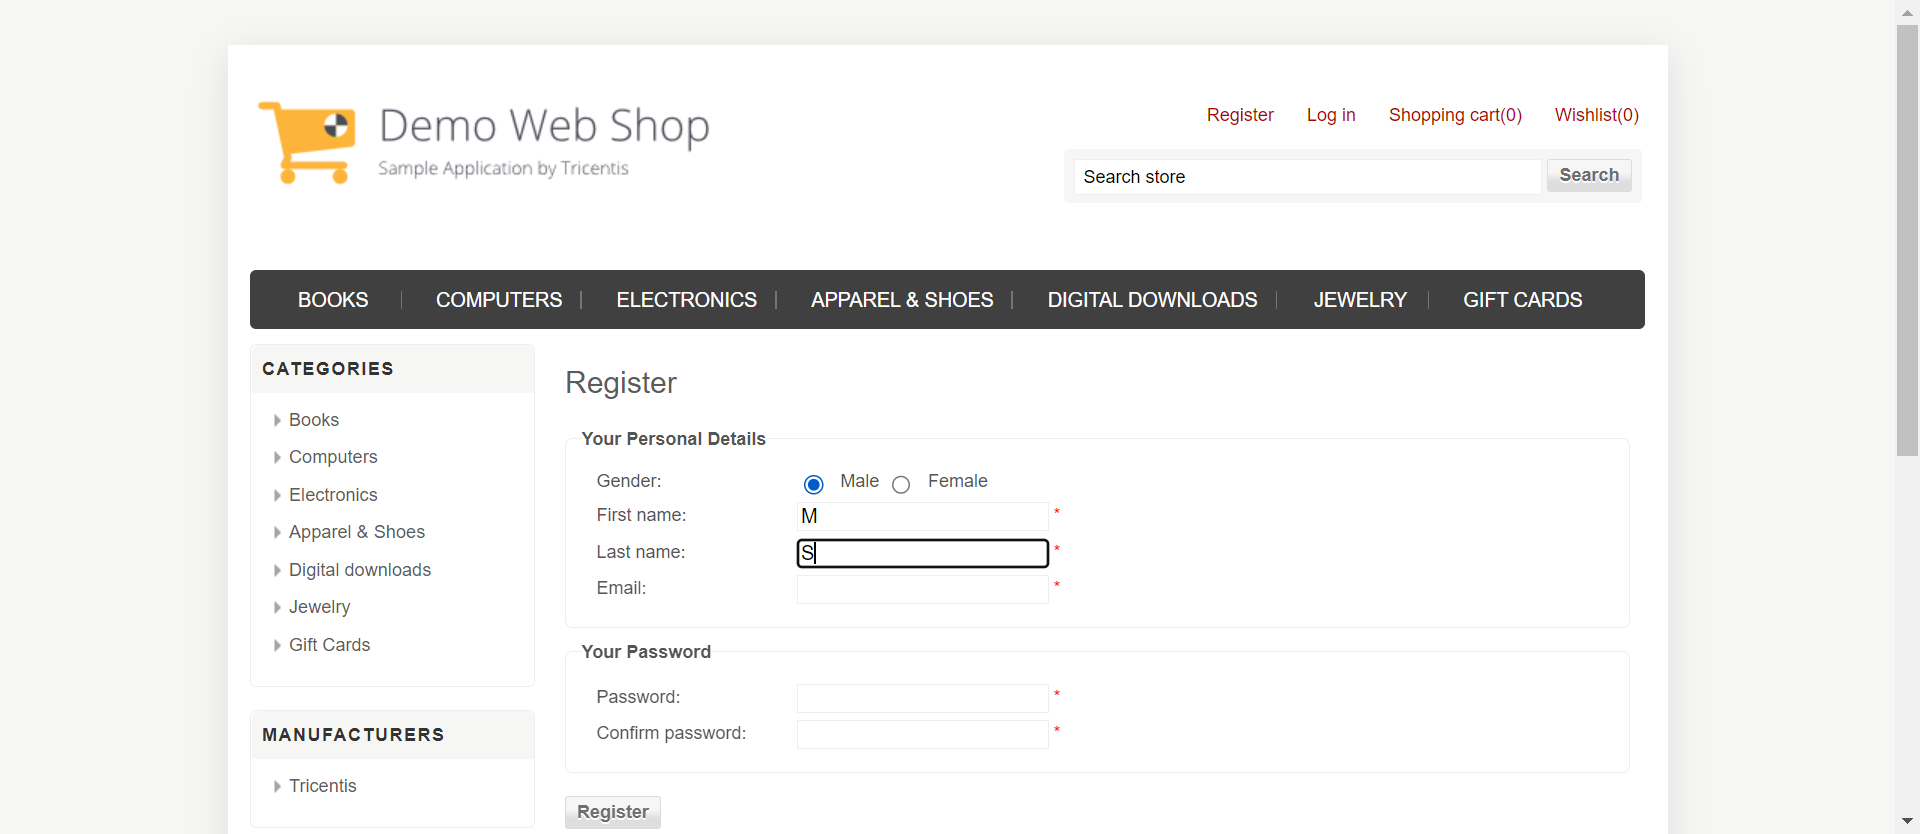 Demo Web Shop
Sample Application by Tricentis
Register Log in Shopping cart(0) Wishlist(0)
Search store Search
BOOKS COMPUTERS ELECTRONICS APPAREL & SHOES DIGITAL DOWNLOADS JEWELRY GIFT CARDS
CATEGORIES
Books
Computers
Electronics
Apparel & Shoes
Digital downloads
Jewelry
Gift Cards
MANUFACTURERS
Tricentis
Register
Your Personal Details
Gender: Male Female
First name: M *
Last name: S *
Email: *
Your Password
Password: *
Confirm password: *
Register